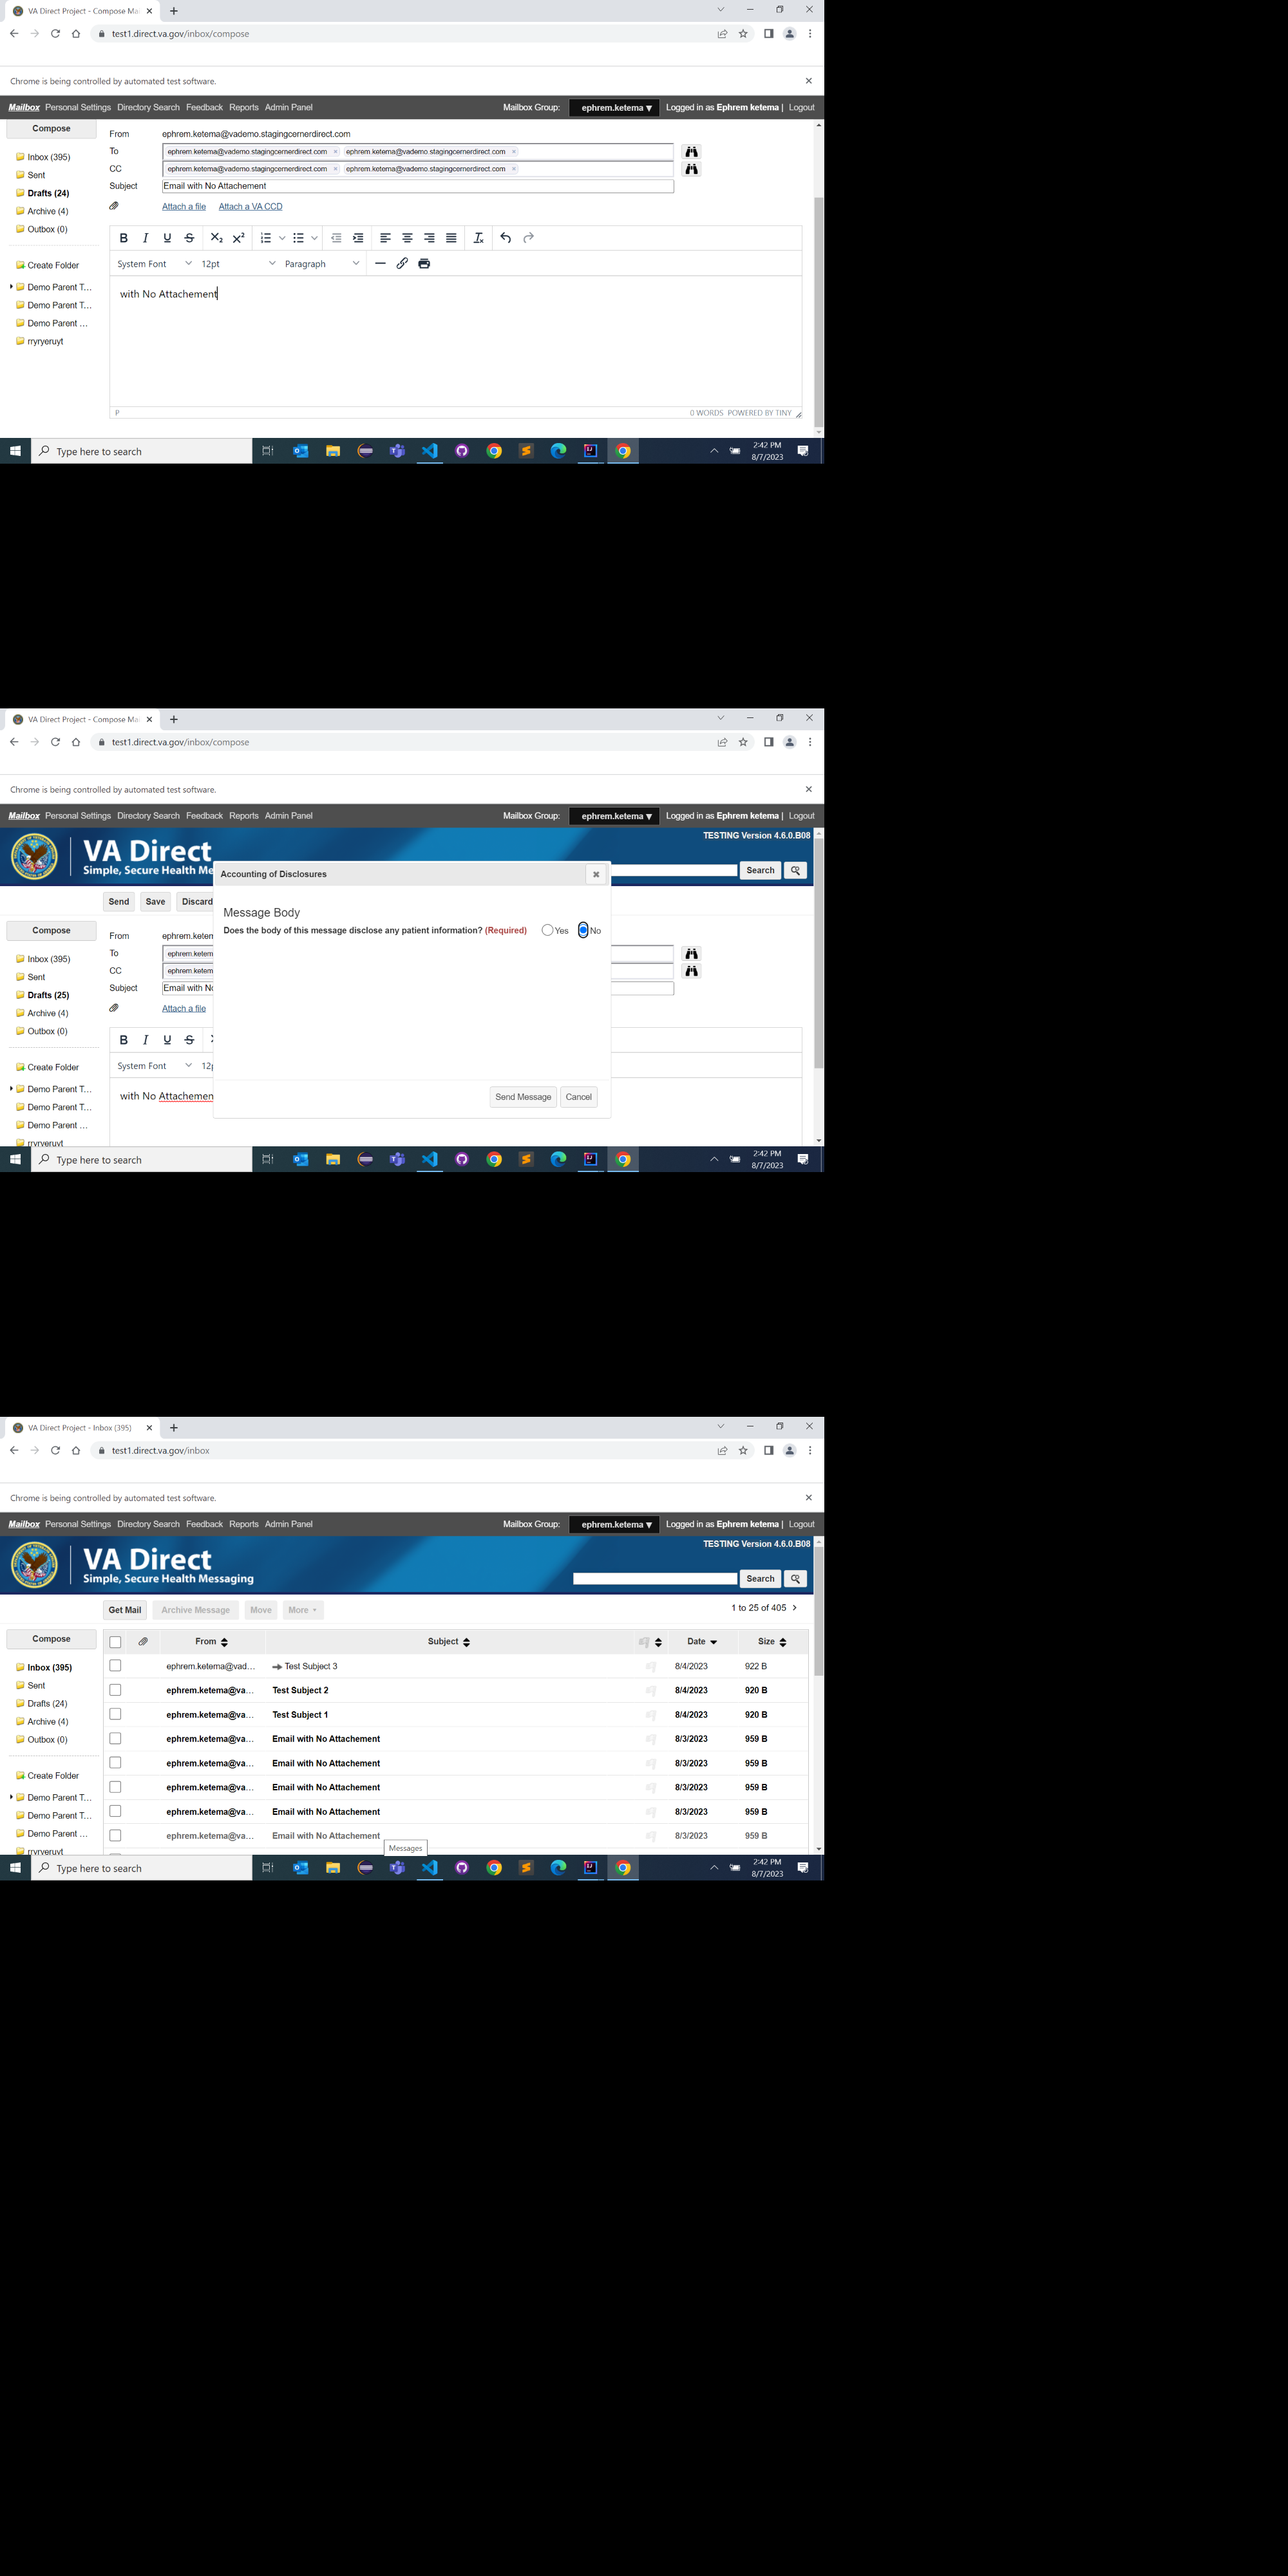 VA Direct Project - Compose Ma
test1.direct.va.gov/inbox/compose
Chrome is being controlled by automated test software.
Mailbox Personal Settings Directory Search Feedback Reports Admin Panel Mailbox Group: ephrem.ketema ▼ Logged in as Ephrem ketema | Logout
Compose
From ephrem.ketema@vademo.stagingcernerdirect.com
To ephrem.ketema@vademo.stagingcernerdirect.com × ephrem.ketema@vademo.stagingcernerdirect.com ×
CC ephrem.ketema@vademo.stagingcernerdirect.com × ephrem.ketema@vademo.stagingcernerdirect.com ×
Subject Email with No Attachement
Attach a file Attach a VA CCD
Inbox (395)
Sent
Drafts (24)
Archive (4)
Outbox (0)
Create Folder
Demo Parent T...
Demo Parent T...
Demo Parent ...
rryryeruyt
System Font 12pt Paragraph
with No Attachement
P 0 WORDS POWERED BY TINY
Type here to search
2:42 PM
8/7/2023
VA Direct Project - Compose Ma
test1.direct.va.gov/inbox/compose
Chrome is being controlled by automated test software.
Mailbox Personal Settings Directory Search Feedback Reports Admin Panel Mailbox Group: ephrem.ketema ▼ Logged in as Ephrem ketema | Logout
TESTING Version 4.6.0.B08
VA Direct
Simple, Secure Health Me
Search
Accounting of Disclosures
Send Save Discard
Message Body
Does the body of this message disclose any patient information? (Required) Yes No
Compose
From ephrem.keter
To ephrem.ketem
CC ephrem.ketem
Subject Email with No
Attach a file
Inbox (395)
Sent
Drafts (25)
Archive (4)
Outbox (0)
Create Folder
Demo Parent T...
Demo Parent T...
Demo Parent ...
rryryeruyt
System Font 12p
with No Attachemen
Send Message Cancel
Type here to search
2:42 PM
8/7/2023
VA Direct Project - Inbox (395)
test1.direct.va.gov/inbox
Chrome is being controlled by automated test software.
Mailbox Personal Settings Directory Search Feedback Reports Admin Panel Mailbox Group: ephrem.ketema ▼ Logged in as Ephrem ketema | Logout
TESTING Version 4.6.0.B08
VA Direct
Simple, Secure Health Messaging
Search
Get Mail Archive Message Move More 1 to 25 of 405
Compose
Inbox (395)
Sent
Drafts (24)
Archive (4)
Outbox (0)
Create Folder
Demo Parent T...
Demo Parent T...
Demo Parent ...
rryryeruyt
From Subject Date Size
ephrem.ketema@vad... Test Subject 3 8/4/2023 922 B
ephrem.ketema@va... Test Subject 2 8/4/2023 920 B
ephrem.ketema@va... Test Subject 1 8/4/2023 920 B
ephrem.ketema@va... Email with No Attachement 8/3/2023 959 B
ephrem.ketema@va... Email with No Attachement 8/3/2023 959 B
ephrem.ketema@va... Email with No Attachement 8/3/2023 959 B
ephrem.ketema@va... Email with No Attachement 8/3/2023 959 B
ephrem.ketema@va... Email with No Attachement 8/3/2023 959 B
Messages
Type here to search
2:42 PM
8/7/2023